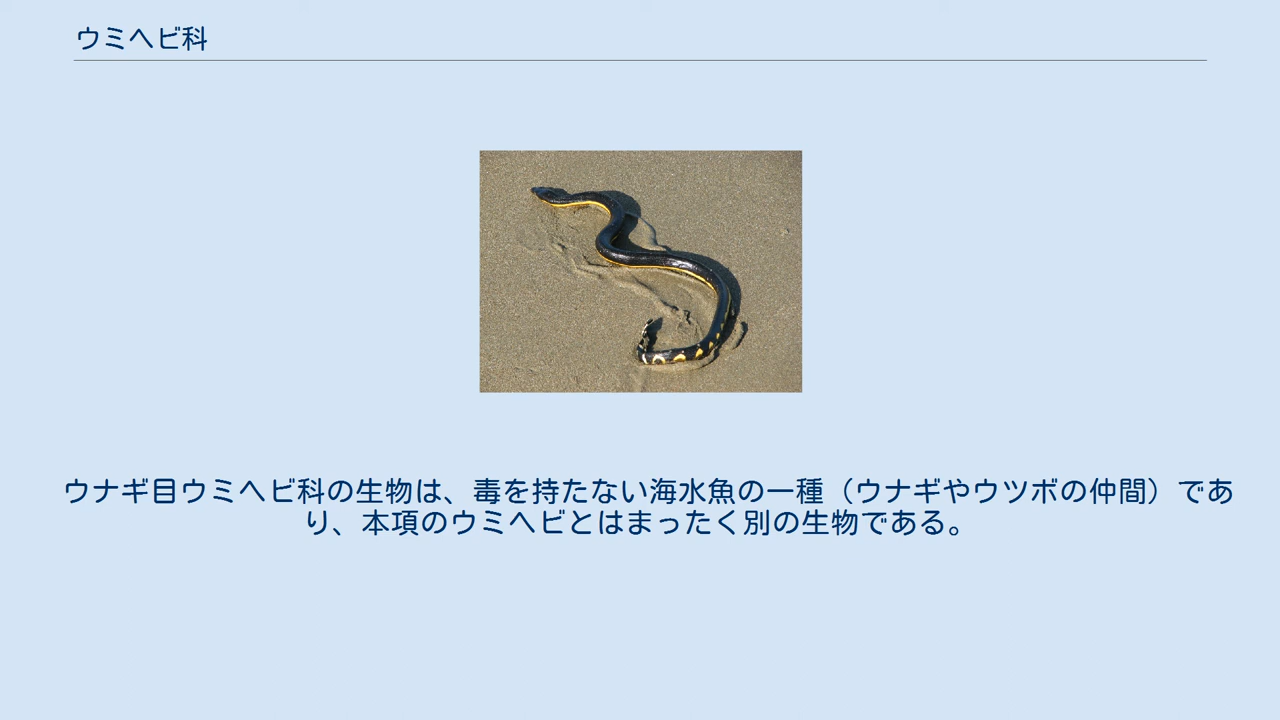 ウミヘビ科
ウナギ目ウミヘビ科の生物は、毒を持たない海水魚の一種（ウナギやウツボの仲間）であ
り、本項のウミヘビとはまったく別の生物である。